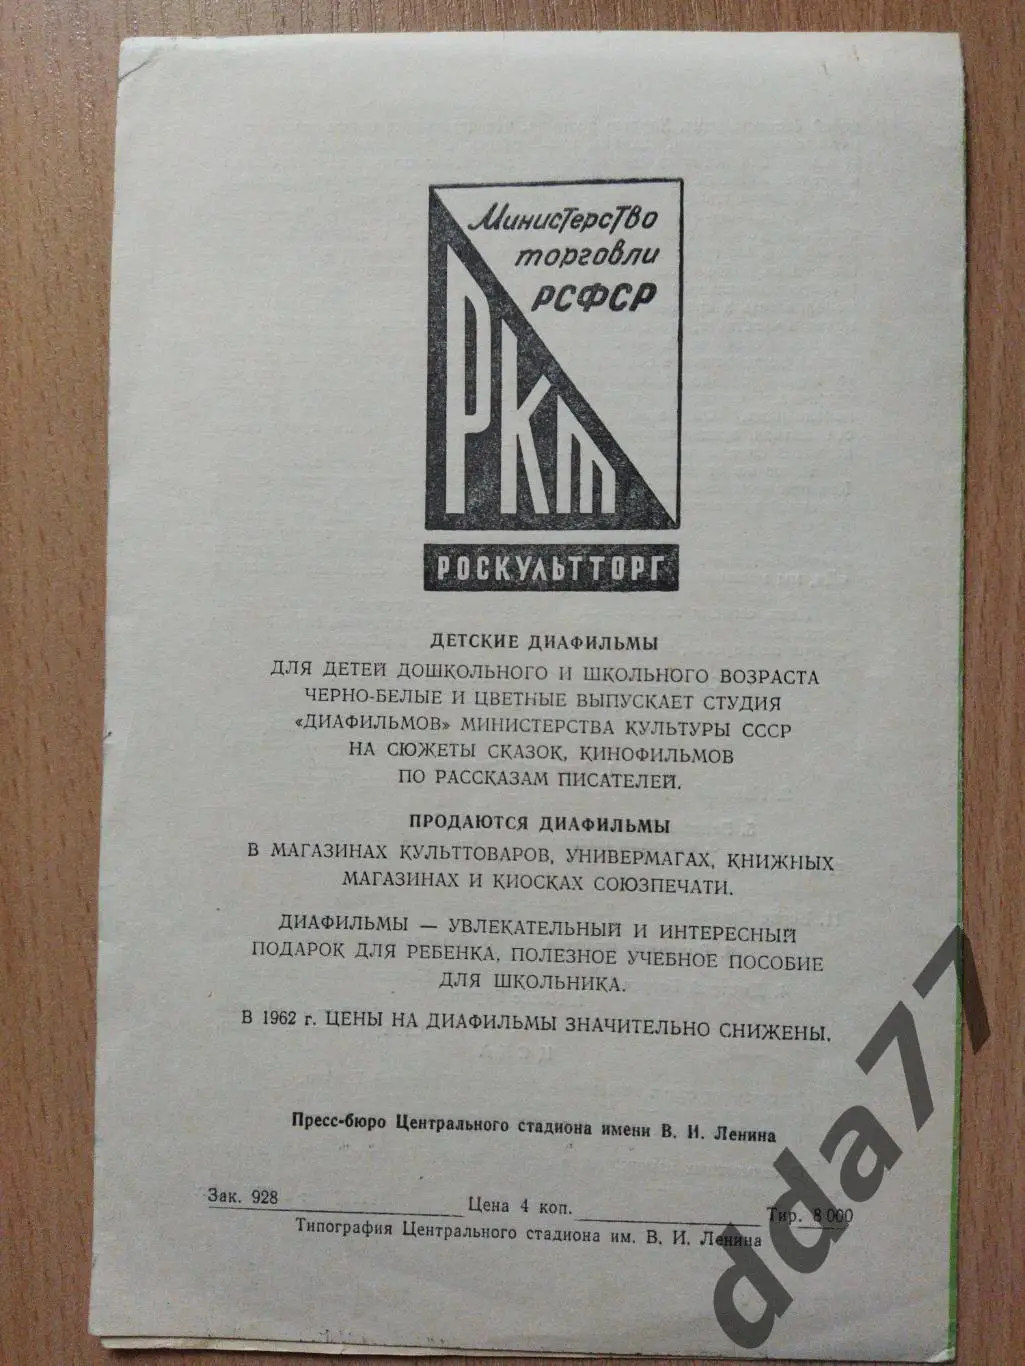 Министерство
торговли
РСФСР
РКТ
РОСКУЛЬТТОРГ
ДЕТСКИЕ ДИАФИЛЬМЫ
ДЛЯ ДЕТЕЙ ДОШКОЛЬНОГО И ШКОЛЬНОГО ВОЗРАСТА
ЧЕРНО-БЕЛЫЕ И ЦВЕТНЫЕ ВЫПУСКАЕТ СТУДИЯ
«ДИАФИЛЬМОВ» МИНИСТЕРСТВА КУЛЬТУРЫ СССР
НА СЮЖЕТЫ СКАЗОК, КИНОФИЛЬМОВ
ПО РАССКАЗАМ ПИСАТЕЛЕЙ.
ПРОДАЮТСЯ ДИАФИЛЬМЫ
В МАГАЗИНАХ КУЛЬТТОВАРОВ, УНИВЕРМАГАХ, КНИЖНЫХ
МАГАЗИНАХ И КИОСКАХ СОЮЗПЕЧАТИ.
ДИАФИЛЬМЫ — УВЛЕКАТЕЛЬНЫЙ И ИНТЕРЕСНЫЙ
ПОДАРОК ДЛЯ РЕБЕНКА, ПОЛЕЗНОЕ УЧЕБНОЕ ПОСОБИЕ
ДЛЯ ШКОЛЬНИКА.
В 1962 г. ЦЕНЫ НА ДИАФИЛЬМЫ ЗНАЧИТЕЛЬНО СНИЖЕНЫ.
Пресс-бюро Центрального стадиона имени В. И. Ленина
Зак. 928 Цена 4 коп. Тир. 8 000
Типография Центрального стадиона им. В. И. Ленина
dda77